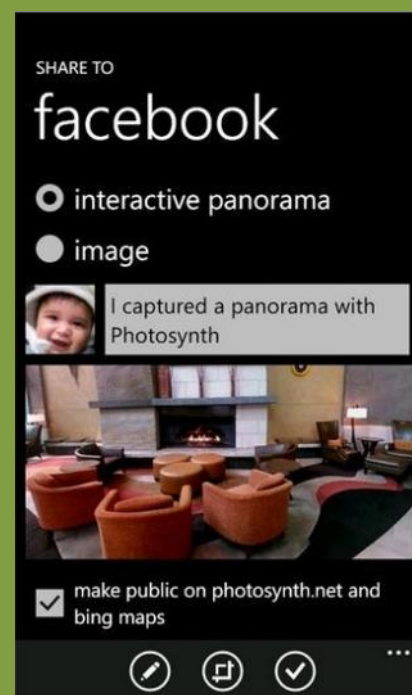 SHARE TO
facebook
interactive panorama
image
I captured a panorama with
Photosynth
make public on photosynth.net and
bing maps